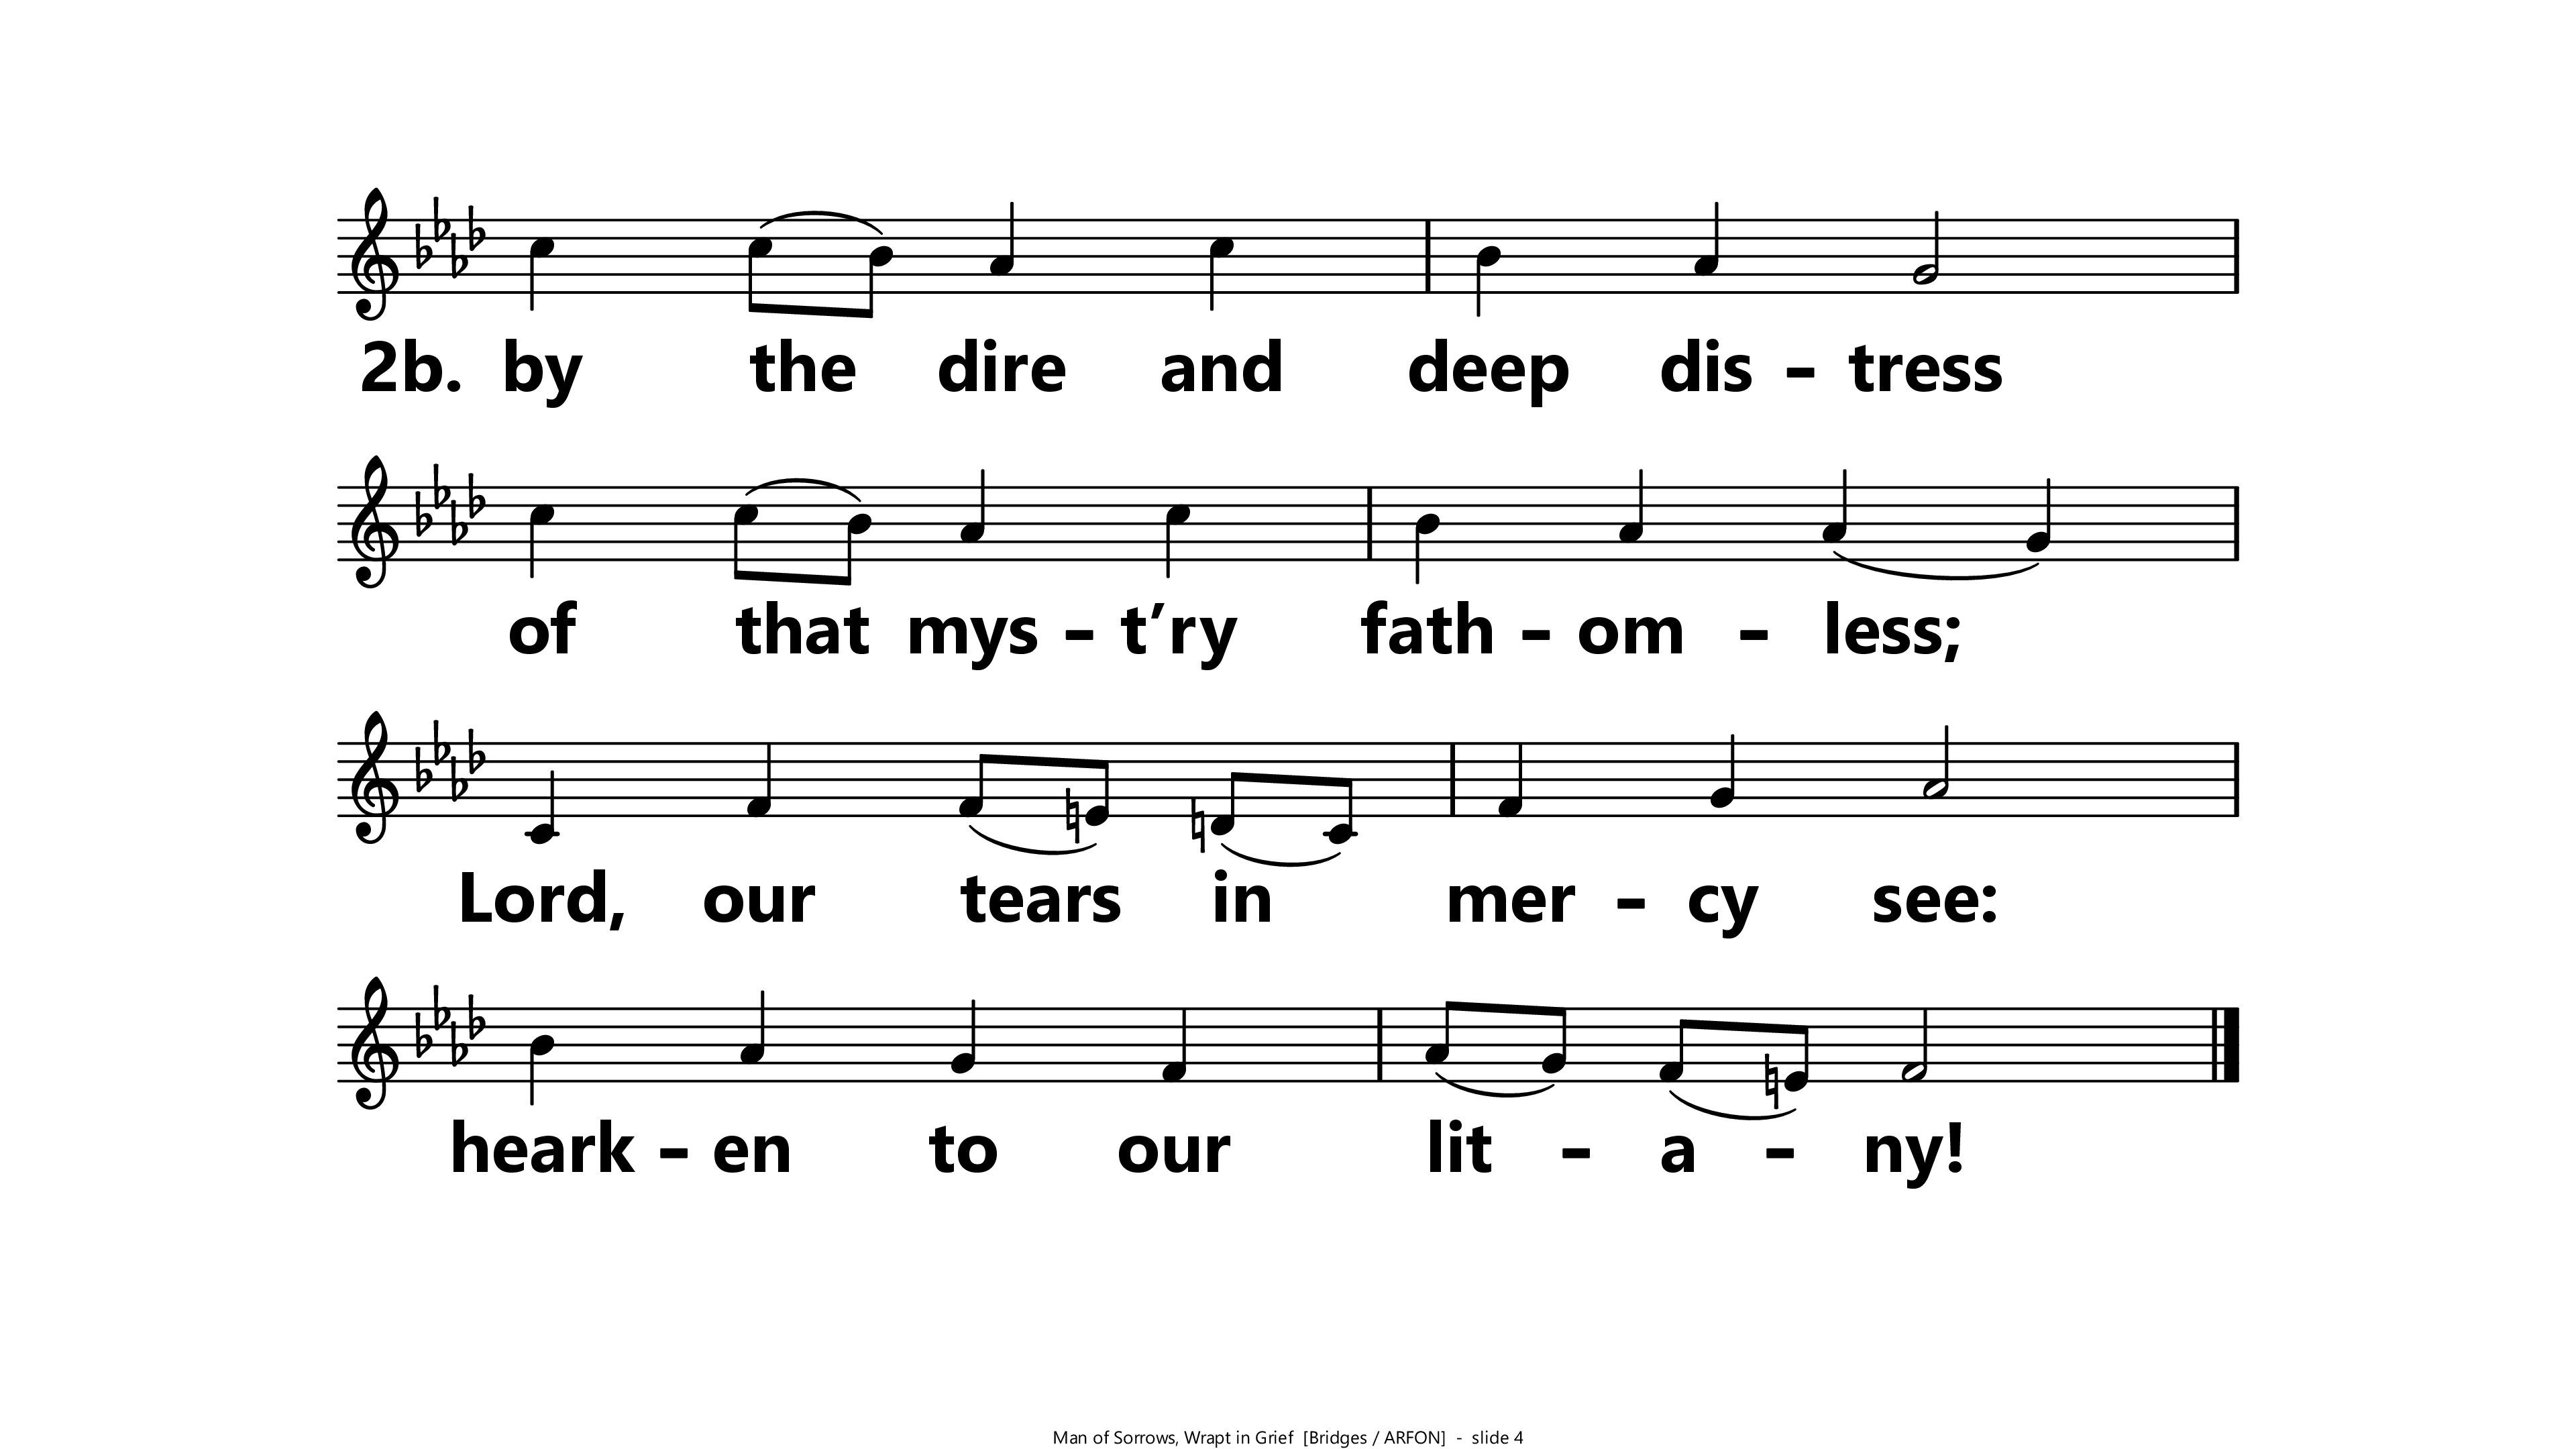 2b. by the dire and deep dis - tress
of that mys - t’ry fath - om - less;
Lord, our tears in mer - cy see:
heark - en to our lit - a - ny!
Man of Sorrows, Wrapt in Grief [Bridges / ARFON] - slide 4